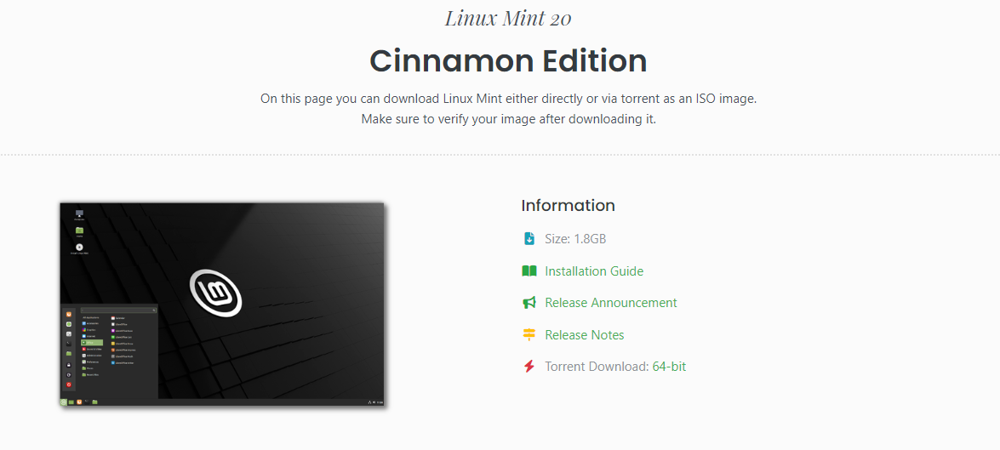 Linux Mint 20
Cinnamon Edition
On this page you can download Linux Mint either directly or via torrent as an ISO image.
Make sure to verify your image after downloading it.
Information
Size: 1.8GB
Installation Guide
Release Announcement
Release Notes
Torrent Download: 64-bit
lm